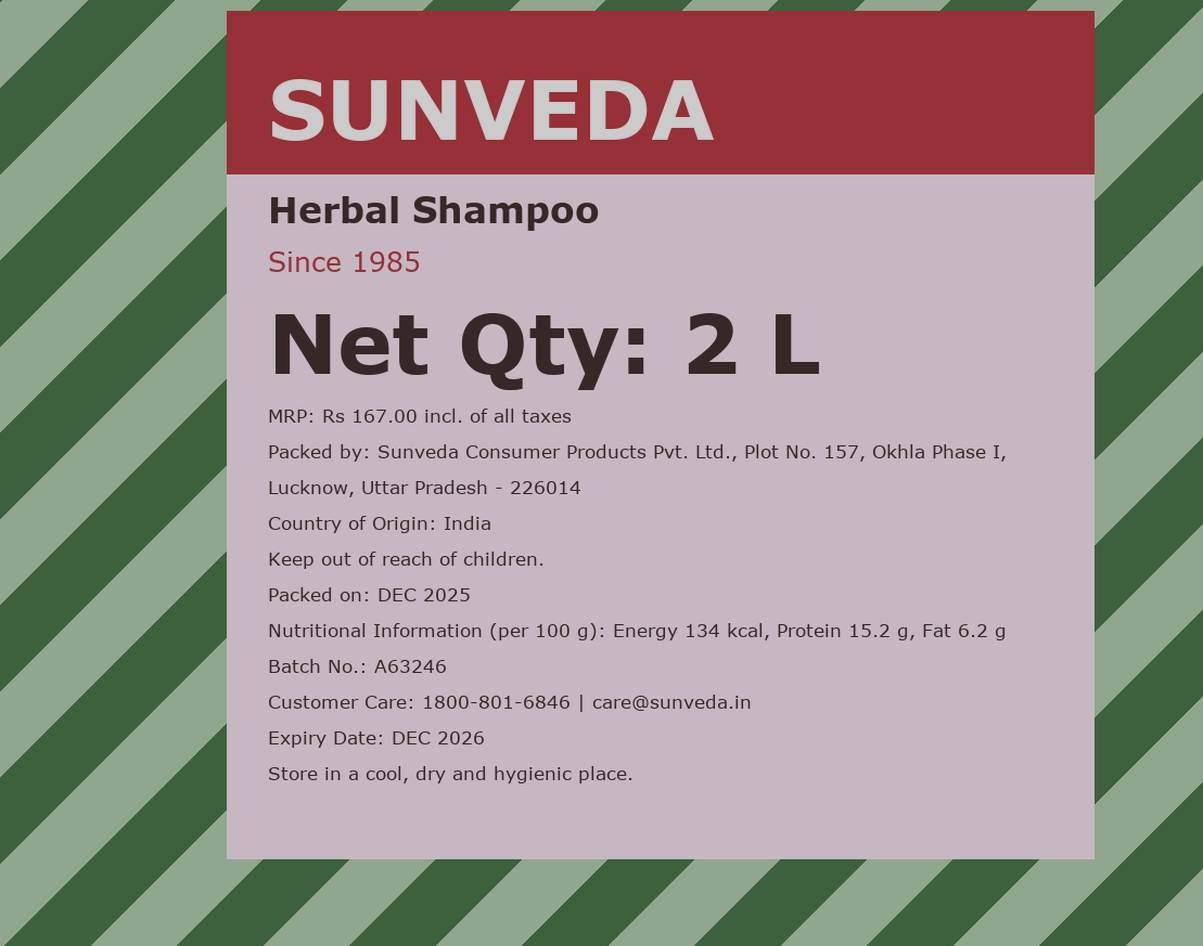 SUNVEDA
Herbal Shampoo
Since 1985
Net Qty: 2 L
MRP: Rs 167.00 incl. of all taxes
Packed by: Sunveda Consumer Products Pvt. Ltd., Plot No. 157, Okhla Phase I,
Lucknow, Uttar Pradesh - 226014
Country of Origin: India
Keep out of reach of children.
Packed on: DEC 2025
Nutritional Information (per 100 g): Energy 134 kcal, Protein 15.2 g, Fat 6.2 g
Batch No.: A63246
Customer Care: 1800-801-6846 | care@sunveda.in
Expiry Date: DEC 2026
Store in a cool, dry and hygienic place.